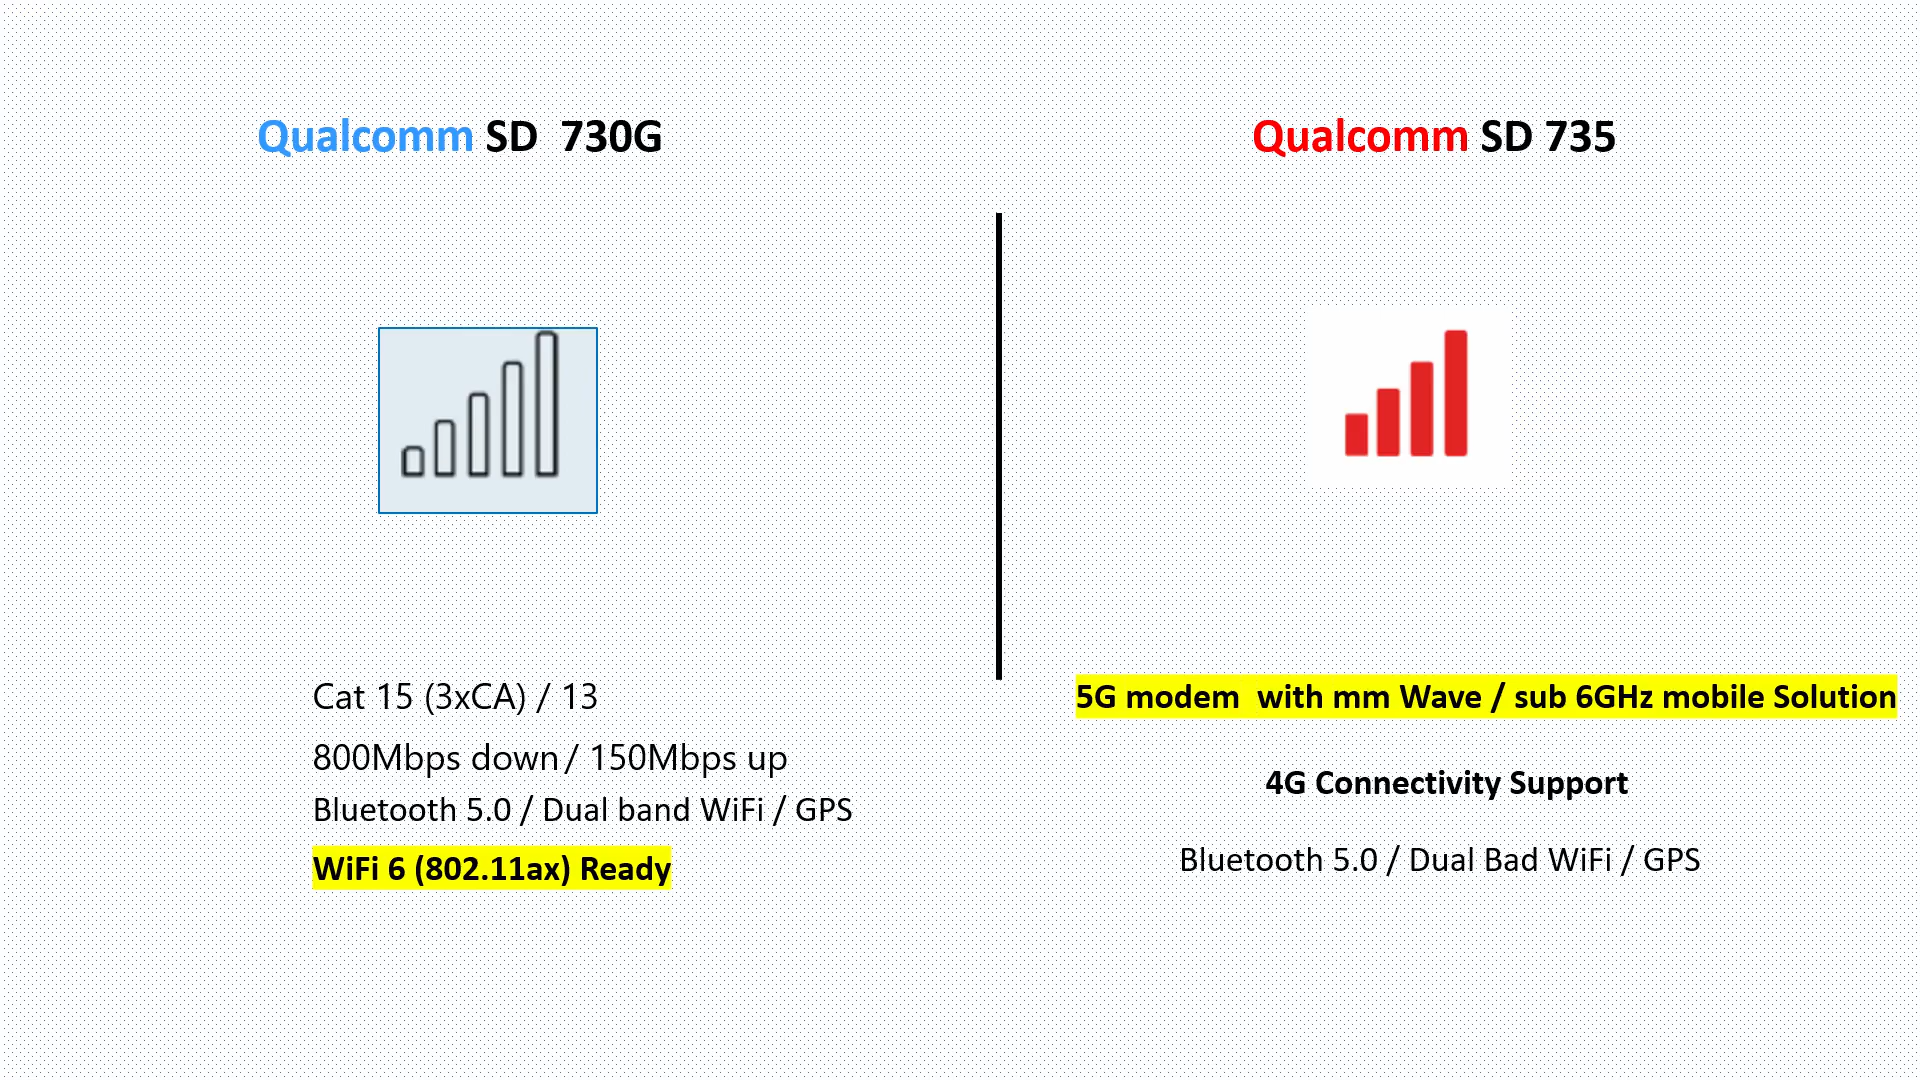 Qualcomm SD 730G
Qualcomm SD 735
Cat 15 (3xCA) / 13
800Mbps down / 150Mbps up
Bluetooth 5.0 / Dual band WiFi / GPS
WiFi 6 (802.11ax) Ready
5G modem with mm Wave / sub 6GHz mobile Solution
4G Connectivity Support
Bluetooth 5.0 / Dual Bad WiFi / GPS